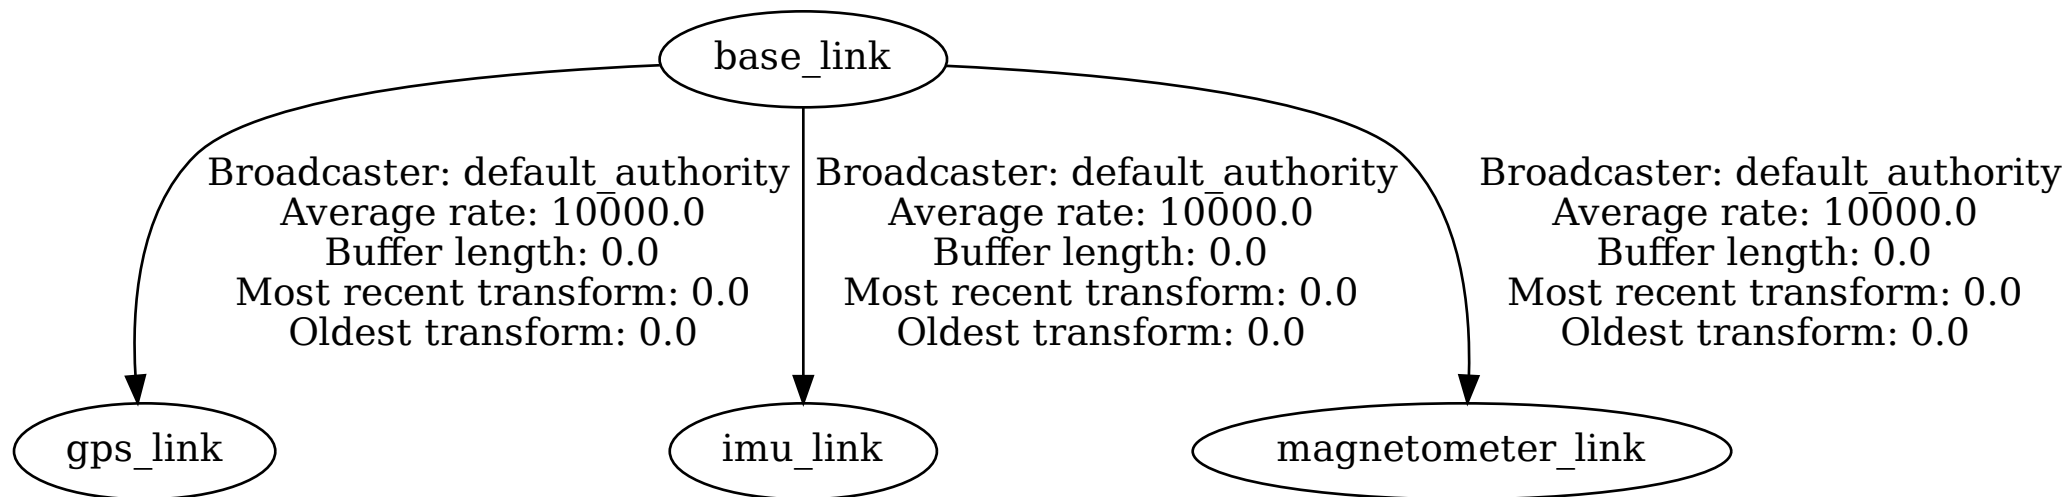 base_link
Broadcaster: default_authority
Average rate: 10000.0
Buffer length: 0.0
Most recent transform: 0.0
Oldest transform: 0.0
Broadcaster: default_authority
Average rate: 10000.0
Buffer length: 0.0
Most recent transform: 0.0
Oldest transform: 0.0
Broadcaster: default_authority
Average rate: 10000.0
Buffer length: 0.0
Most recent transform: 0.0
Oldest transform: 0.0
gps_link
imu_link
magnetometer_link